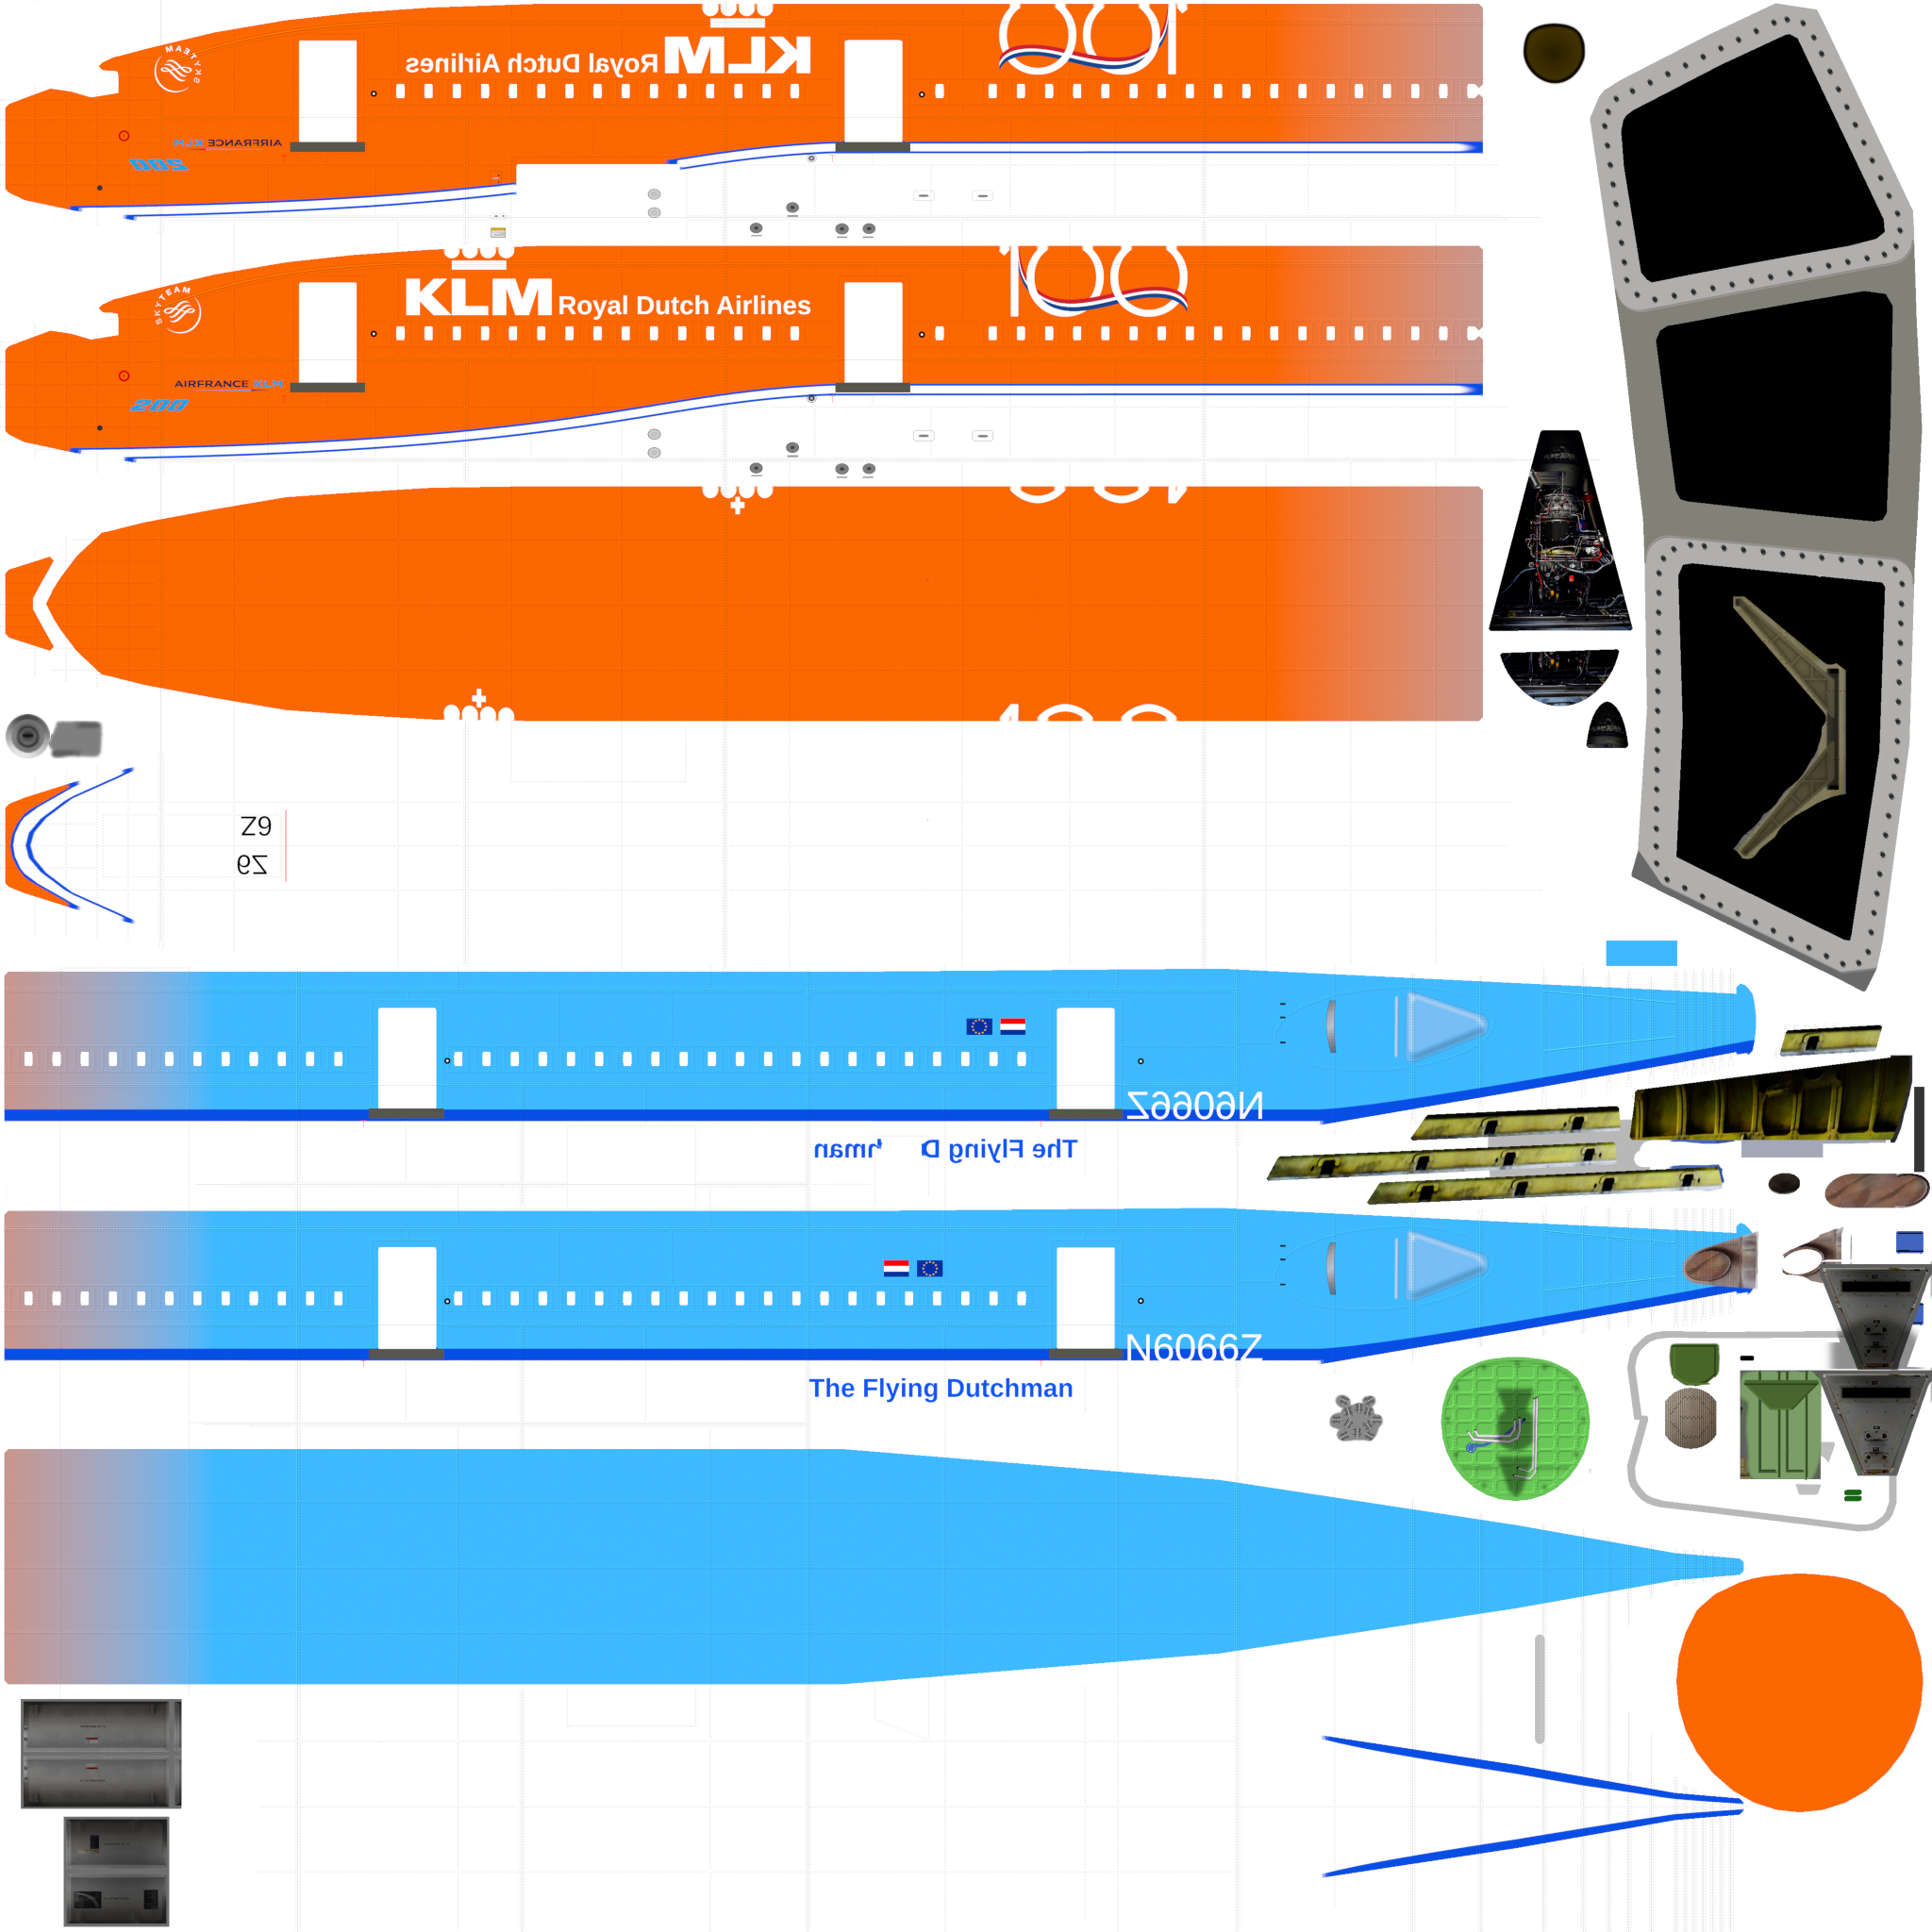 100
SKYTEAM
KLM Royal Dutch Airlines
AIRFRANCE KLM
200
100
SKYTEAM
KLM Royal Dutch Airlines
AIRFRANCE KLM
200
Z9
Z9
N6066Z
The Flying D hman
N6066Z
The Flying Dutchman